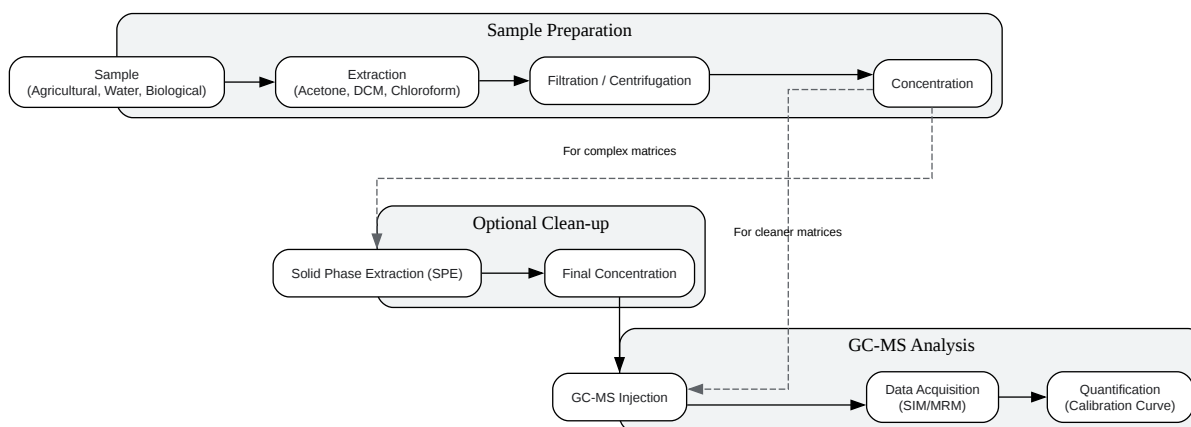 Sample Preparation
Sample
(Agricultural, Water, Biological)
Extraction
(Acetone, DCM, Chloroform)
Filtration / Centrifugation
Concentration
For complex matrices
Optional Clean-up
For cleaner matrices
Solid Phase Extraction (SPE)
Final Concentration
GC-MS Analysis
GC-MS Injection
Data Acquisition
(SIM/MRM)
Quantification
(Calibration Curve)